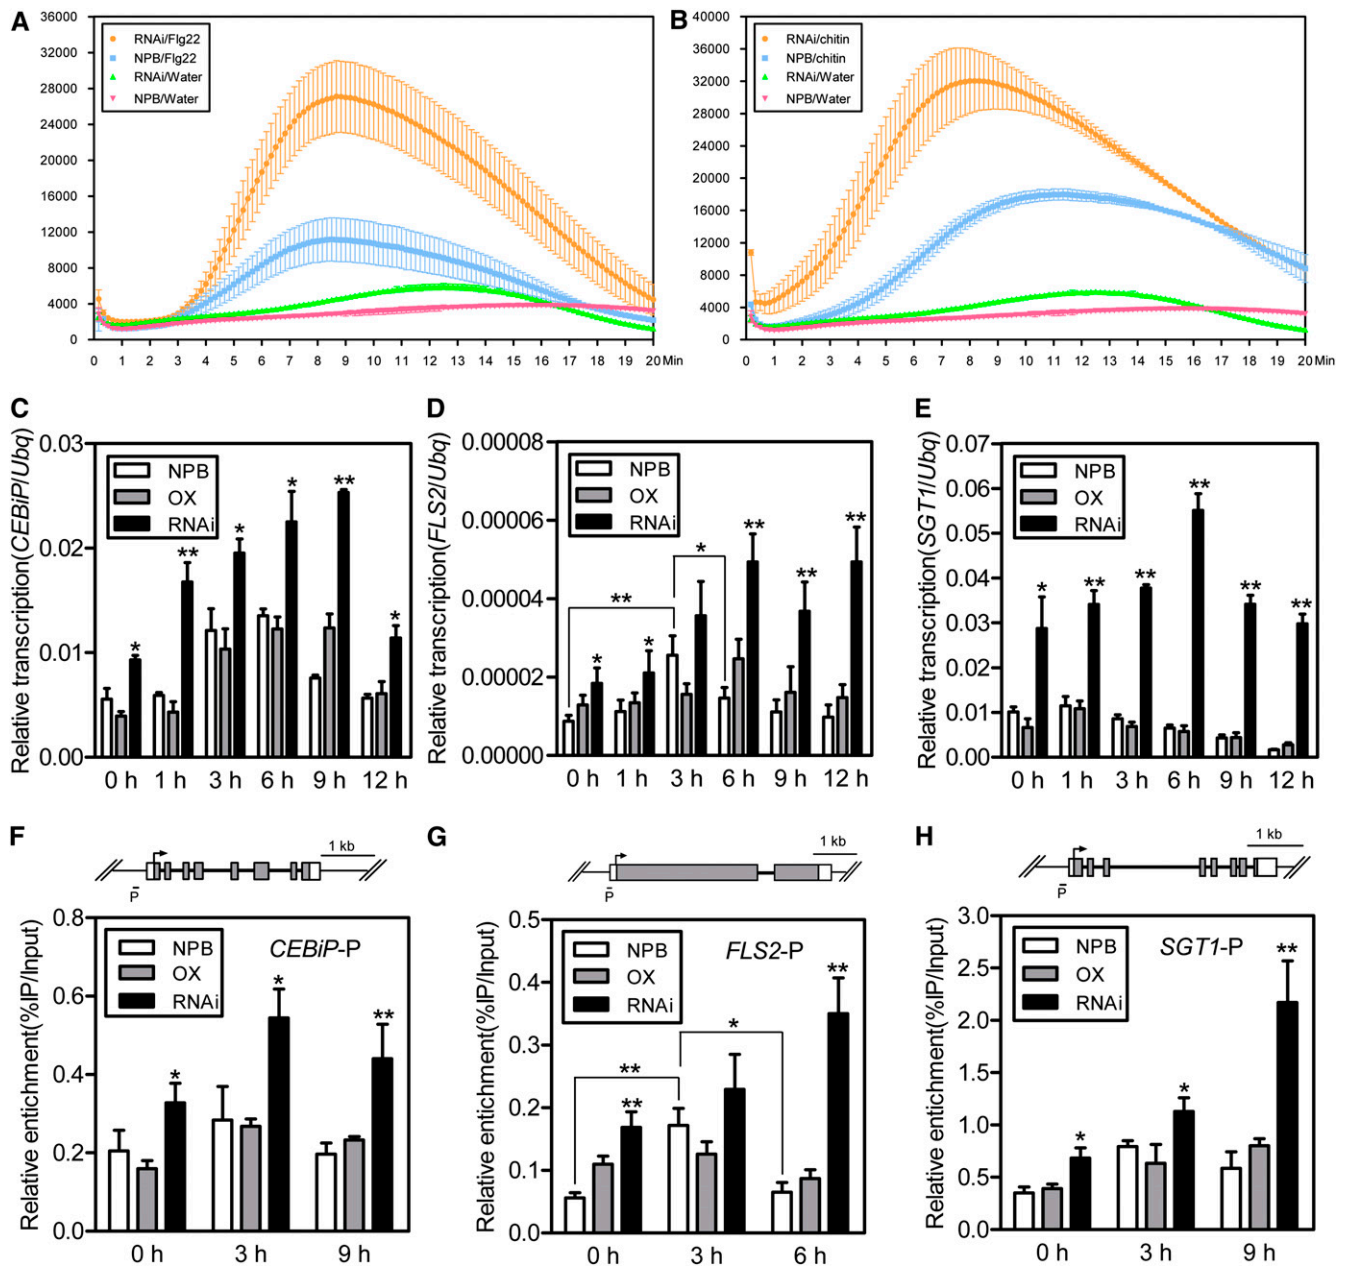 A
36000
32000
28000
24000
20000
16000
12000
8000
4000
0
RNAi/Flg22
NPB/Flg22
RNAi/Water
NPB/Water
0 1 2 3 4 5 6 7 8 9 10 11 12 13 14 15 16 17 18 19 20 Min
B
40000
36000
32000
28000
24000
20000
16000
12000
8000
4000
0
RNAi/chitin
NPB/chitin
RNAi/Water
NPB/Water
0 1 2 3 4 5 6 7 8 9 10 11 12 13 14 15 16 17 18 19 20 Min
C
Relative transcription(CEBiP/Ubq)
0.03
0.02
0.01
0.00
NPB
OX
RNAi
* ** * * ** *
0 h 1 h 3 h 6 h 9 h 12 h
D
Relative transcription(FLS2/Ubq)
0.00008
0.00006
0.00004
0.00002
0.00000
NPB
OX
RNAi
** *
* * ** ** **
0 h 1 h 3 h 6 h 9 h 12 h
E
Relative transcription(SGT1/Ubq)
0.07
0.06
0.05
0.04
0.03
0.02
0.01
0.00
NPB
OX
RNAi
* ** ** ** ** **
0 h 1 h 3 h 6 h 9 h 12 h
F
1 kb
P
Relative entichment(%IP/Input)
0.8
0.6
0.4
0.2
0.0
NPB
OX
RNAi
CEBiP-P
* * **
0 h 3 h 9 h
G
1 kb
P
Relative entichment(%IP/Input)
0.5
0.4
0.3
0.2
0.1
0.0
NPB
OX
RNAi
FLS2-P
** *
** **
0 h 3 h 6 h
H
1 kb
P
Relative entichment(%IP/Input)
3.0
2.5
2.0
1.5
1.0
0.5
0.0
NPB
OX
RNAi
SGT1-P
* * **
0 h 3 h 9 h